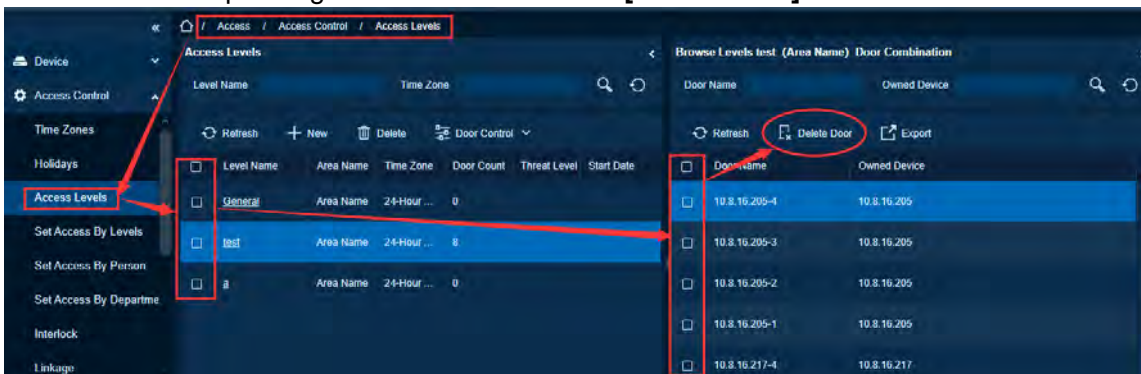 « / Access / Access Control / Access Levels
Device
Access Control
Time Zones
Holidays
Access Levels
Set Access By Levels
Set Access By Person
Set Access By Departme
Interlock
Linkage
Access Levels <
Level Name Time Zone
Refresh New Delete Door Control
Level Name Area Name Time Zone Door Count Threat Level Start Date
General Area Name 24-Hour ... 0
test Area Name 24-Hour ... 8
a Area Name 24-Hour ... 0
Browse Levels test (Area Name) Door Combination
Door Name Owned Device
Refresh Delete Door Export
Door Name Owned Device
10.8.16.205-4 10.8.16.205
10.8.16.205-3 10.8.16.205
10.8.16.205-2 10.8.16.205
10.8.16.205-1 10.8.16.205
10.8.16.217-4 10.8.16.217